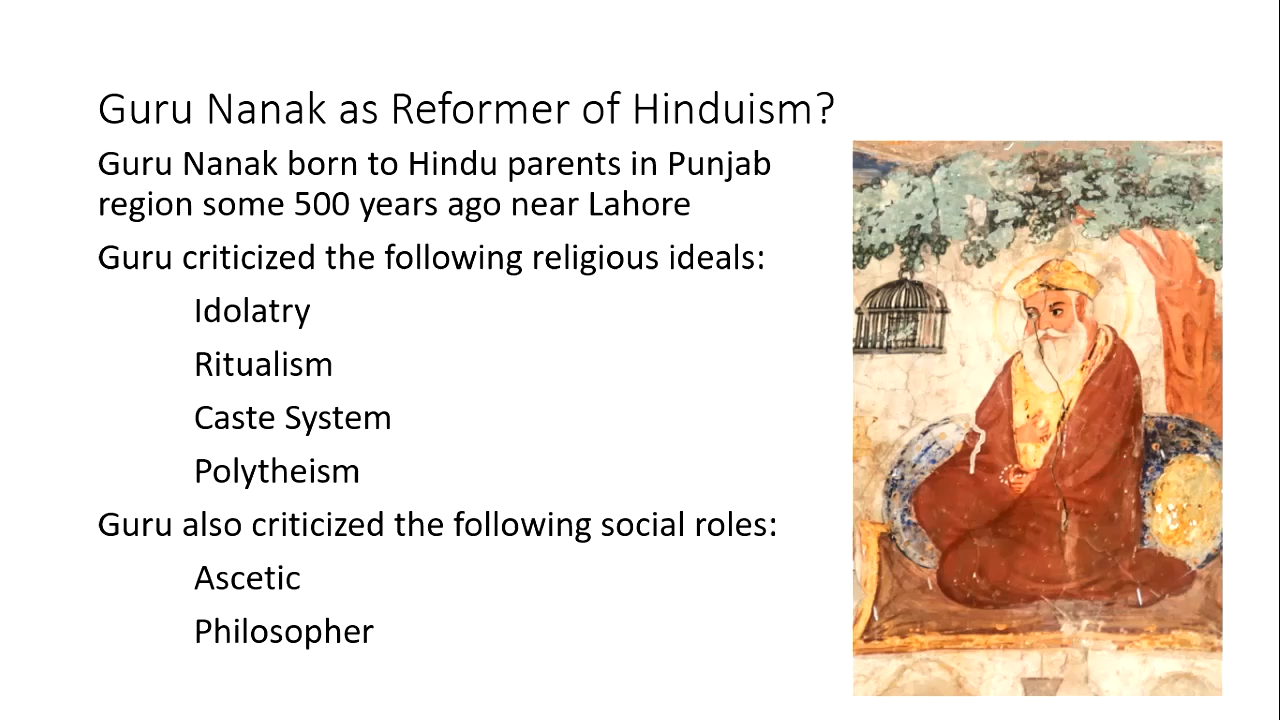 Guru Nanak as Reformer of Hinduism?
Guru Nanak born to Hindu parents in Punjab
region some 500 years ago near Lahore
Guru criticized the following religious ideals:
Idolatry
Ritualism
Caste System
Polytheism
Guru also criticized the following social roles:
Ascetic
Philosopher